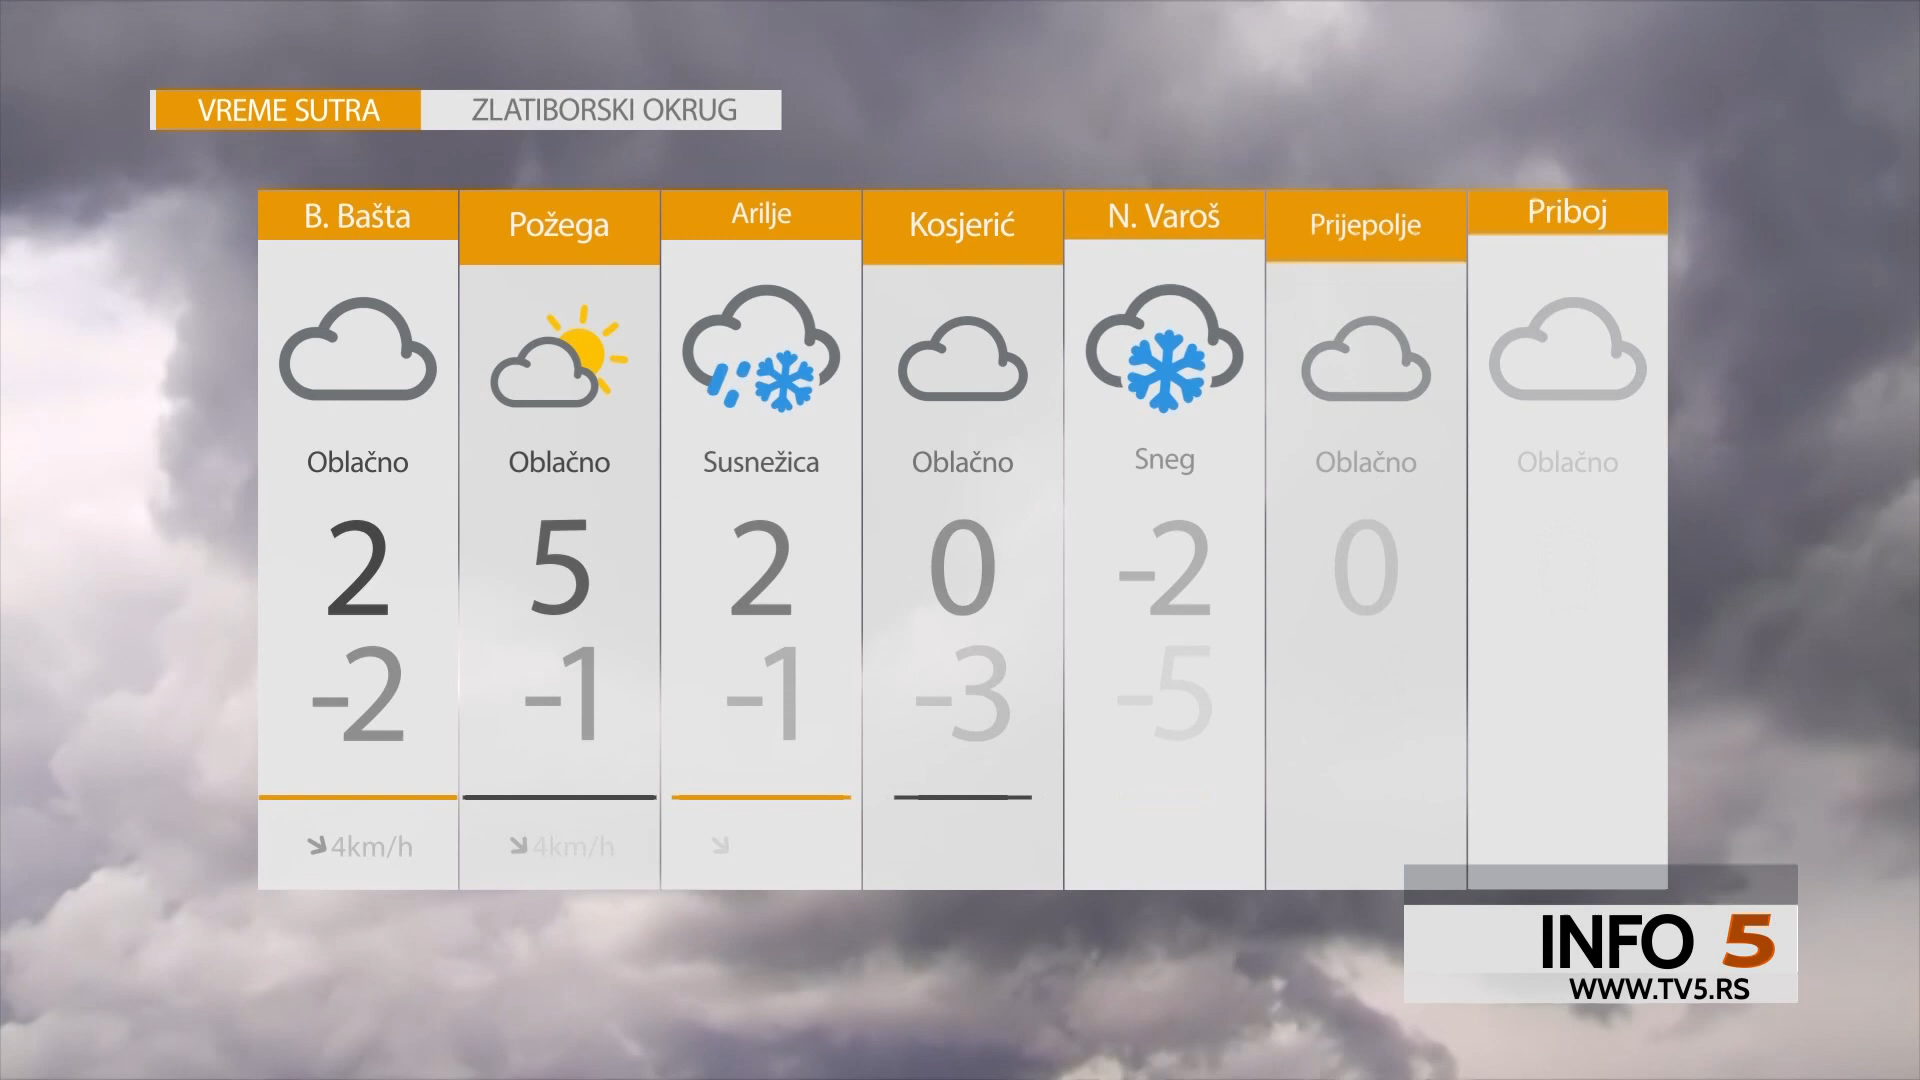 VREME SUTRA ZLATIBORSKI OKRUG
B. Bašta Požega Arilje Kosjerić N. Varoš Prijepolje Priboj
Oblačno Oblačno Susnežica Oblačno Sneg Oblačno Oblačno
2 5 2 0 -2 0
-2 -1 -1 -3 -5
4km/h 4km/h
INFO 5
WWW.TV5.RS